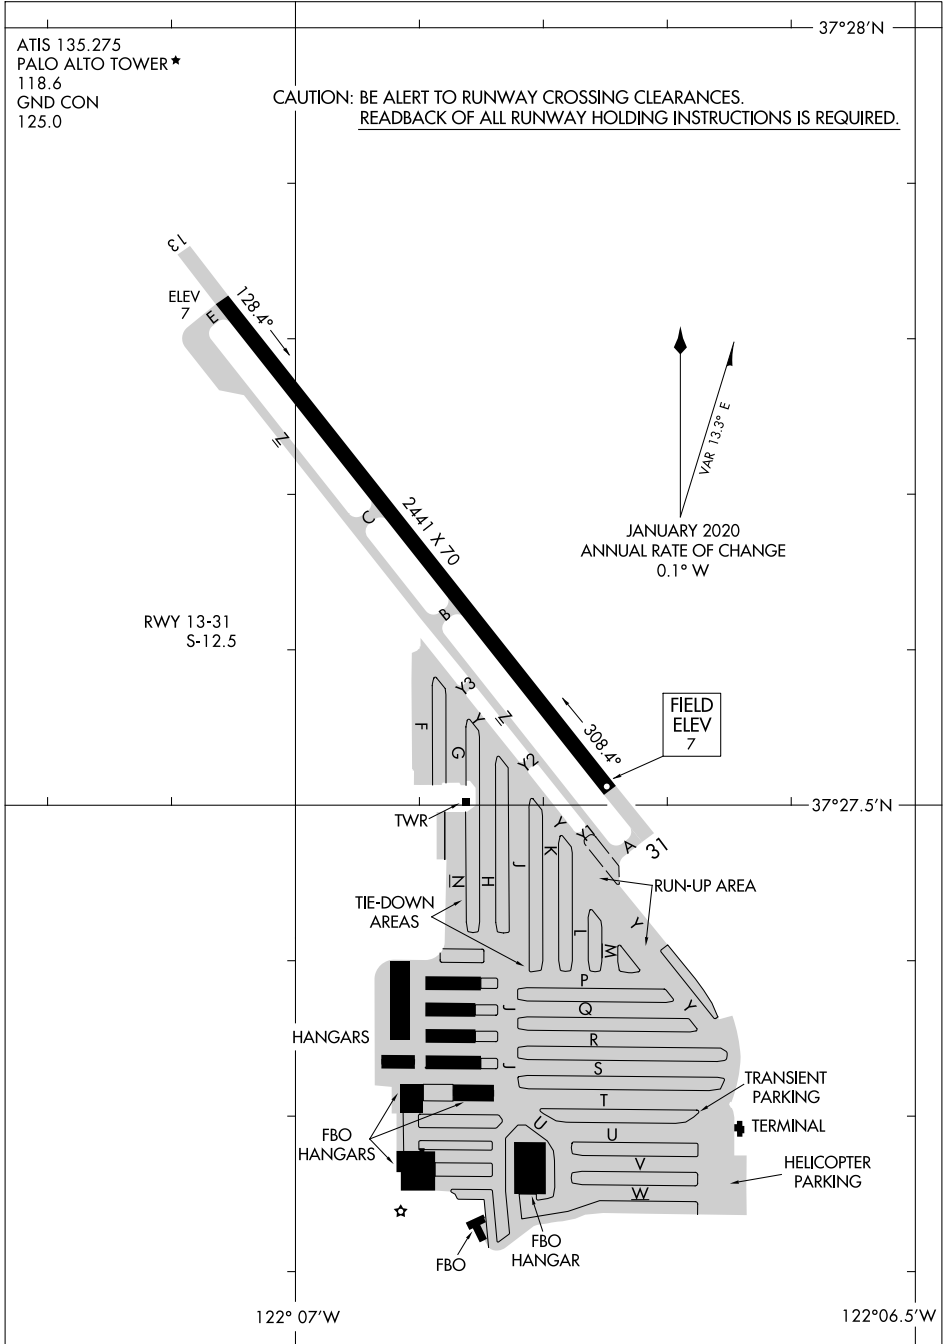 37°28'N
ATIS 135.275
PALO ALTO TOWER★
118.6
GND CON
125.0
CAUTION: BE ALERT TO RUNWAY CROSSING CLEARANCES.
READBACK OF ALL RUNWAY HOLDING INSTRUCTIONS IS REQUIRED.
13
ELEV
7
E
128.4°
Z
C
2441 X 70
VAR 13.3° E
JANUARY 2020
ANNUAL RATE OF CHANGE
0.1° W
B
RWY 13-31
S-12.5
Y3
F
Y
Z
G
Y2
308.4°
FIELD
ELEV
7
37°27.5'N
TWR
Y
Y1
A
31
K
J
H
N
RUN-UP AREA
TIE-DOWN
AREAS
Y
L
M
P
J
Q
Y
HANGARS
R
J
S
TRANSIENT
PARKING
T
U
TERMINAL
FBO
HANGARS
U
V
HELICOPTER
PARKING
W
FBO
FBO
HANGAR
122° 07'W
122° 06.5'W